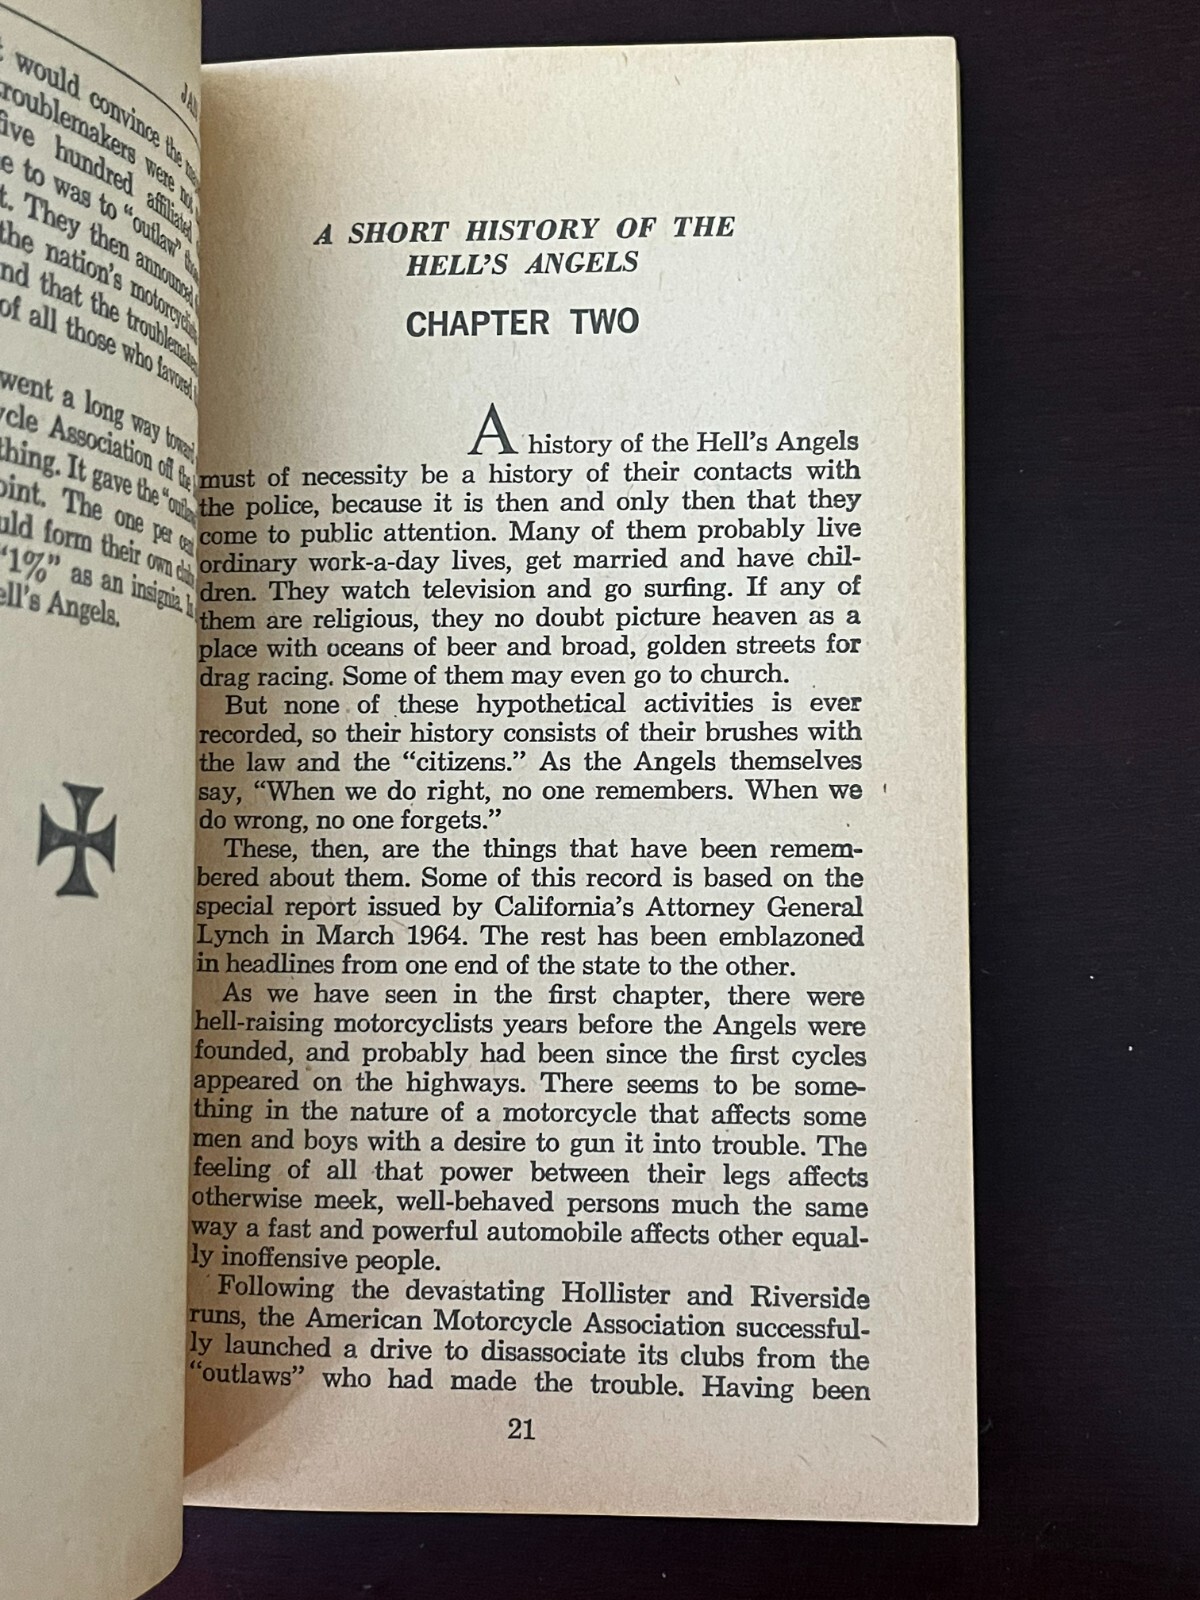 JAN
would convince the
troublemakers were not
five hundred affiliated
to was to "outlaw"
They then announced
the nation's motorcyclists
that the troublemakers
of all those who favored
went a long way toward
Association off the
thing. It gave the
The one per cent
form their own clubs
"1%" as an insignia.
Angels.
A SHORT HISTORY OF THE
HELL'S ANGELS
CHAPTER TWO
A history of the Hell's Angels
must of necessity be a history of their contacts with
the police, because it is then and only then that they
come to public attention. Many of them probably live
ordinary work-a-day lives, get married and have chil-
dren. They watch television and go surfing. If any of
them are religious, they no doubt picture heaven as a
place with oceans of beer and broad, golden streets for
drag racing. Some of them may even go to church.
But none of these hypothetical activities is ever
recorded, so their history consists of their brushes with
the law and the "citizens." As the Angels themselves
say, "When we do right, no one remembers. When we
do wrong, no one forgets."
These, then, are the things that have been remem-
bered about them. Some of this record is based on the
special report issued by California's Attorney General
Lynch in March 1964. The rest has been emblazoned
in headlines from one end of the state to the other.
As we have seen in the first chapter, there were
hell-raising motorcyclists years before the Angels were
founded, and probably had been since the first cycles
appeared on the highways. There seems to be some-
thing in the nature of a motorcycle that affects some
men and boys with a desire to gun it into trouble. The
feeling of all that power between their legs affects
otherwise meek, well-behaved persons much the same
way a fast and powerful automobile affects other equal-
ly inoffensive people.
Following the devastating Hollister and Riverside
runs, the American Motorcycle Association successful-
ly launched a drive to disassociate its clubs from the
"outlaws" who had made the trouble. Having been
21